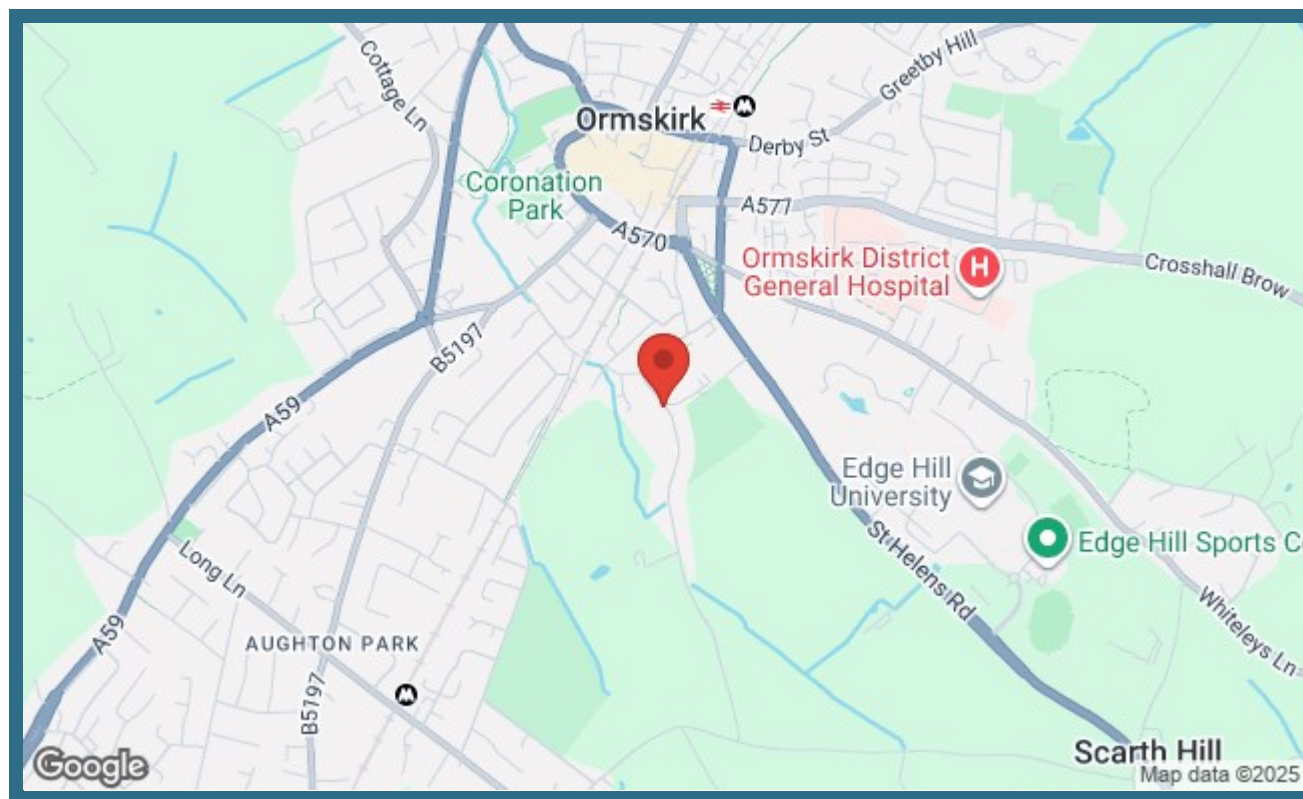 Cottage Ln
Greetby Hill
Ormskirk
Derby St
Coronation
Park
A577
A570
Ormskirk District
General Hospital
H
Crosshall Brow
B5197
A59
Edge Hill
University
St Helens Rd
Edge Hill Sports C
Long Ln
Whiteleys Ln
A59
AUGHTON PARK
B5197
Scarth Hill
Google
Map data ©2025